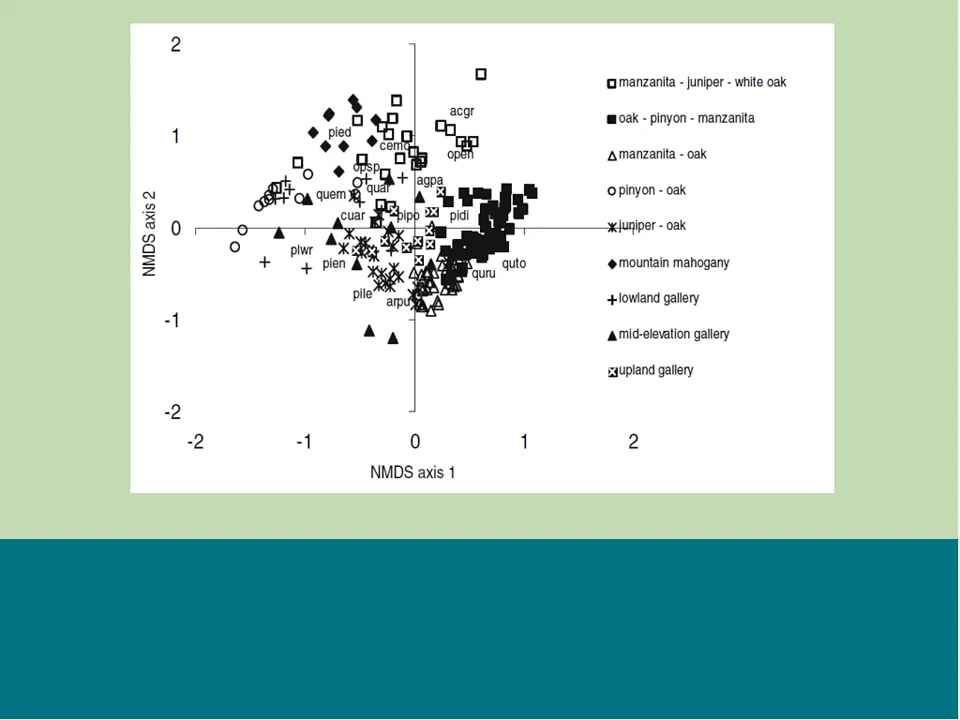 2
acgr
manzanita - juniper - white oak
oak - pinyon - manzanita
1
pied
cemo
open
manzanita - oak
opsp
agpa
quem
quar
pinyon - oak
cuar
pipo
pidi
0
juniper - oak
plwr
pien
quto
quru
mountain mahogany
pile
arpu
lowland gallery
-1
mid-elevation gallery
upland gallery
-2
NMDS axis 2
-2 -1 0 1 2
NMDS axis 1